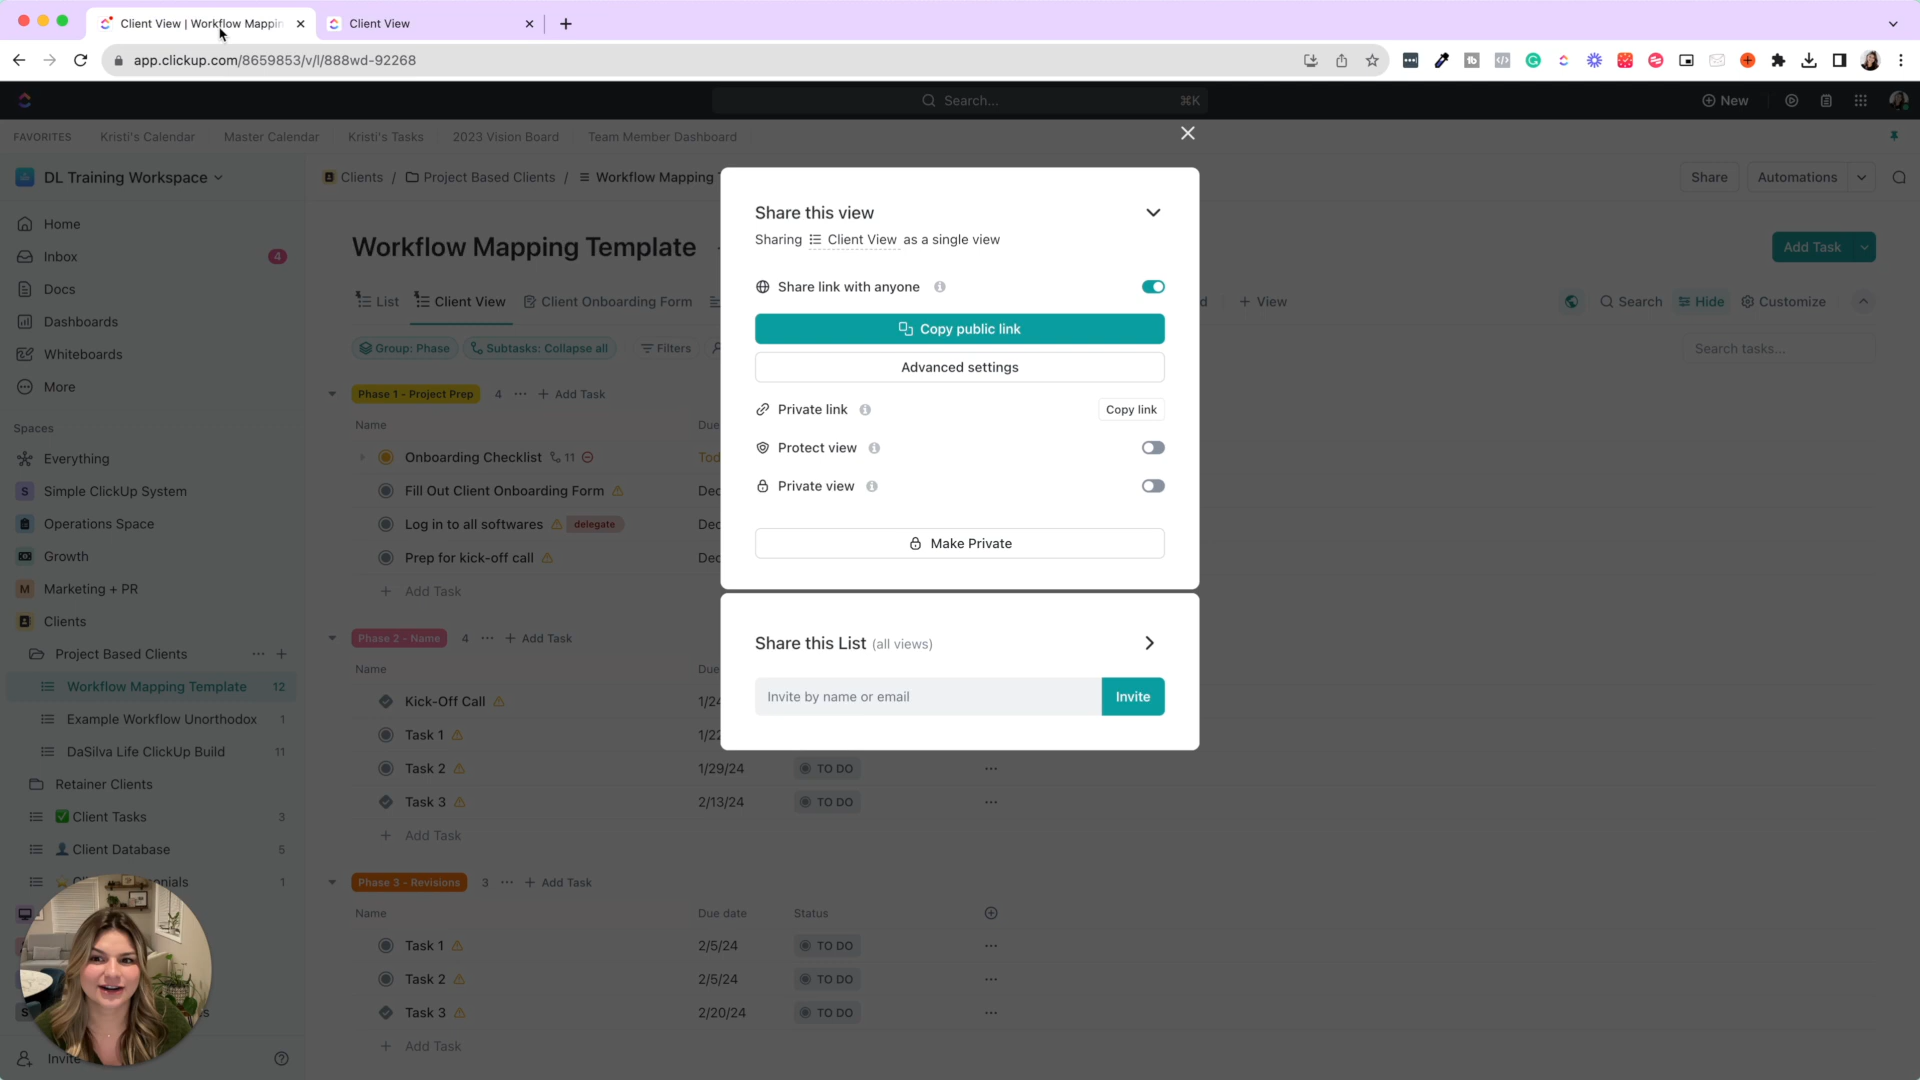 Client View | Workflow Mappin
Client View
app.clickup.com/8659853/v/l/888wd-92268
Search...
⌘K
New
FAVORITES
Kristi's Calendar
Master Calendar
Kristi's Tasks
2023 Vision Board
Team Member Dashboard
DL Training Workspace
Clients / Project Based Clients / Workflow Mapping
Share
Automations
Home
Inbox 4
Docs
Dashboards
Whiteboards
More
Spaces
Everything
S Simple ClickUp System
Operations Space
Growth
M Marketing + PR
Clients
Project Based Clients
Workflow Mapping Template 12
Example Workflow Unorthodox 1
DaSilva Life ClickUp Build 11
Retainer Clients
Client Tasks 3
Client Database 5
1
Invite
Workflow Mapping Template
Add Task
List
Client View
Client Onboarding Form
+ View
Search
Hide
Customize
Group: Phase
Subtasks: Collapse all
Filters
Search tasks...
Phase 1 - Project Prep 4 ... + Add Task
Name
Onboarding Checklist 11
Fill Out Client Onboarding Form
Log in to all softwares delegate
Prep for kick-off call
+ Add Task
Phase 2 - Name 4 ... + Add Task
Name
Kick-Off Call
Task 1
Task 2 1/29/24 TO DO ...
Task 3 2/13/24 TO DO ...
+ Add Task
Phase 3 - Revisions 3 ... + Add Task
Name Due date Status
Task 1 2/5/24 TO DO ...
Task 2 2/5/24 TO DO ...
Task 3 2/20/24 TO DO ...
+ Add Task
Share this view
Sharing Client View as a single view
Share link with anyone
Copy public link
Advanced settings
Private link
Copy link
Protect view
Private view
Make Private
Share this List (all views)
Invite by name or email
Invite